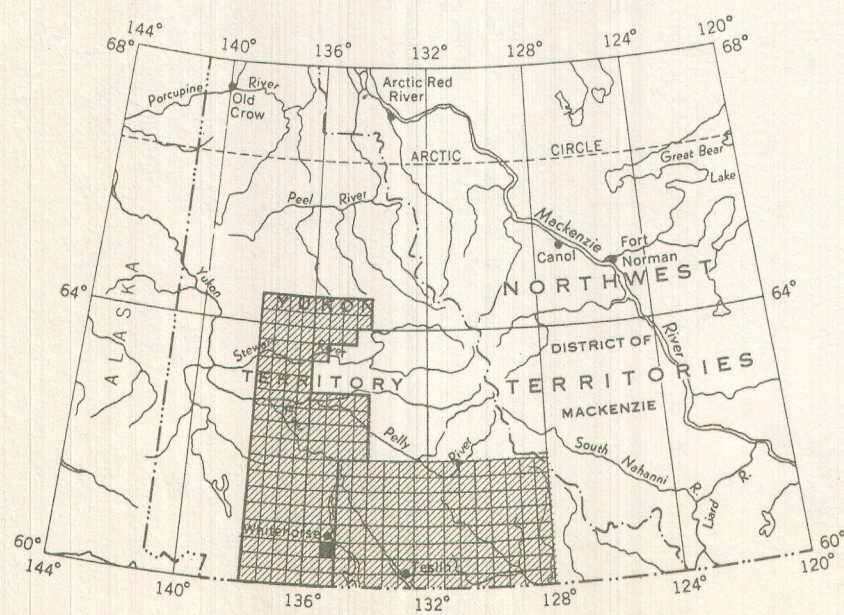 144°
140°
136°
132°
128°
124°
120°
68°
68°
Porcupine River
Old
Crow
Arctic Red
River
ARCTIC CIRCLE
Great Bear
Lake
Peel River
Mackenzie
Canol
Fort
Norman
Yukon
64°
64°
NORTHWEST
ALASKA
YUKON
River
Stewart
DISTRICT OF
TERRITORY
TERRITORIES
MACKENZIE
Pelly
River
South Nahanni
R.
Liard
R.
Whitehorse
Teslin
60°
60°
144°
140°
136°
132°
128°
124°
120°